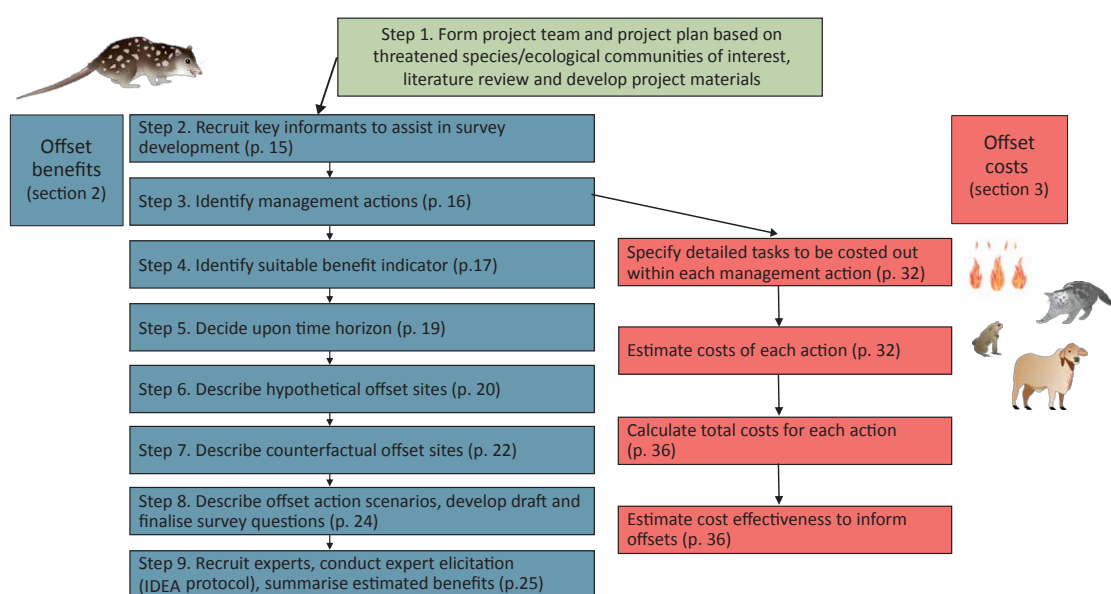 Step 1. Form project team and project plan based on
threatened species/ecological communities of interest,
literature review and develop project materials
Offset
benefits
(section 2)
Step 2. Recruit key informants to assist in survey
development (p. 15)
Step 3. Identify management actions (p. 16)
Step 4. Identify suitable benefit indicator (p.17)
Step 5. Decide upon time horizon (p. 19)
Step 6. Describe hypothetical offset sites (p. 20)
Step 7. Describe counterfactual offset sites (p. 22)
Step 8. Describe offset action scenarios, develop draft and
finalise survey questions (p. 24)
Step 9. Recruit experts, conduct expert elicitation
(IDEA protocol), summarise estimated benefits (p.25)
Offset
costs
(section 3)
Specify detailed tasks to be costed out
within each management action (p. 32)
Estimate costs of each action (p. 32)
Calculate total costs for each action
(p. 36)
Estimate cost effectiveness to inform
offsets (p. 36)